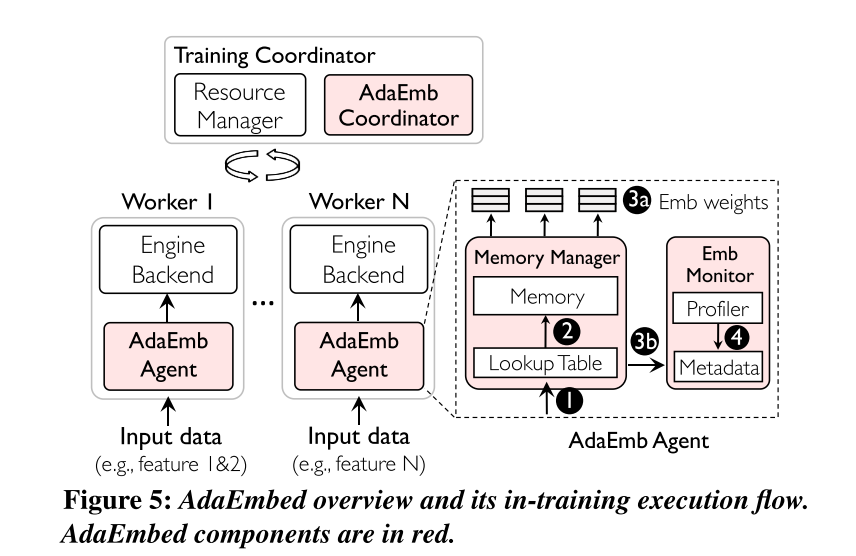 Training Coordinator
Resource
Manager
AdaEmb
Coordinator
Worker 1
Worker N
Engine
Backend
...
Engine
Backend
AdaEmb
Agent
AdaEmb
Agent
Input data
(e.g., feature 1&2)
Input data
(e.g., feature N)
3a Emb weights
Memory Manager
Memory
2
Lookup Table
1
3b
Emb
Monitor
Profiler
4
Metadata
AdaEmb Agent
Figure 5: AdaEmbed overview and its in-training execution flow.
AdaEmbed components are in red.